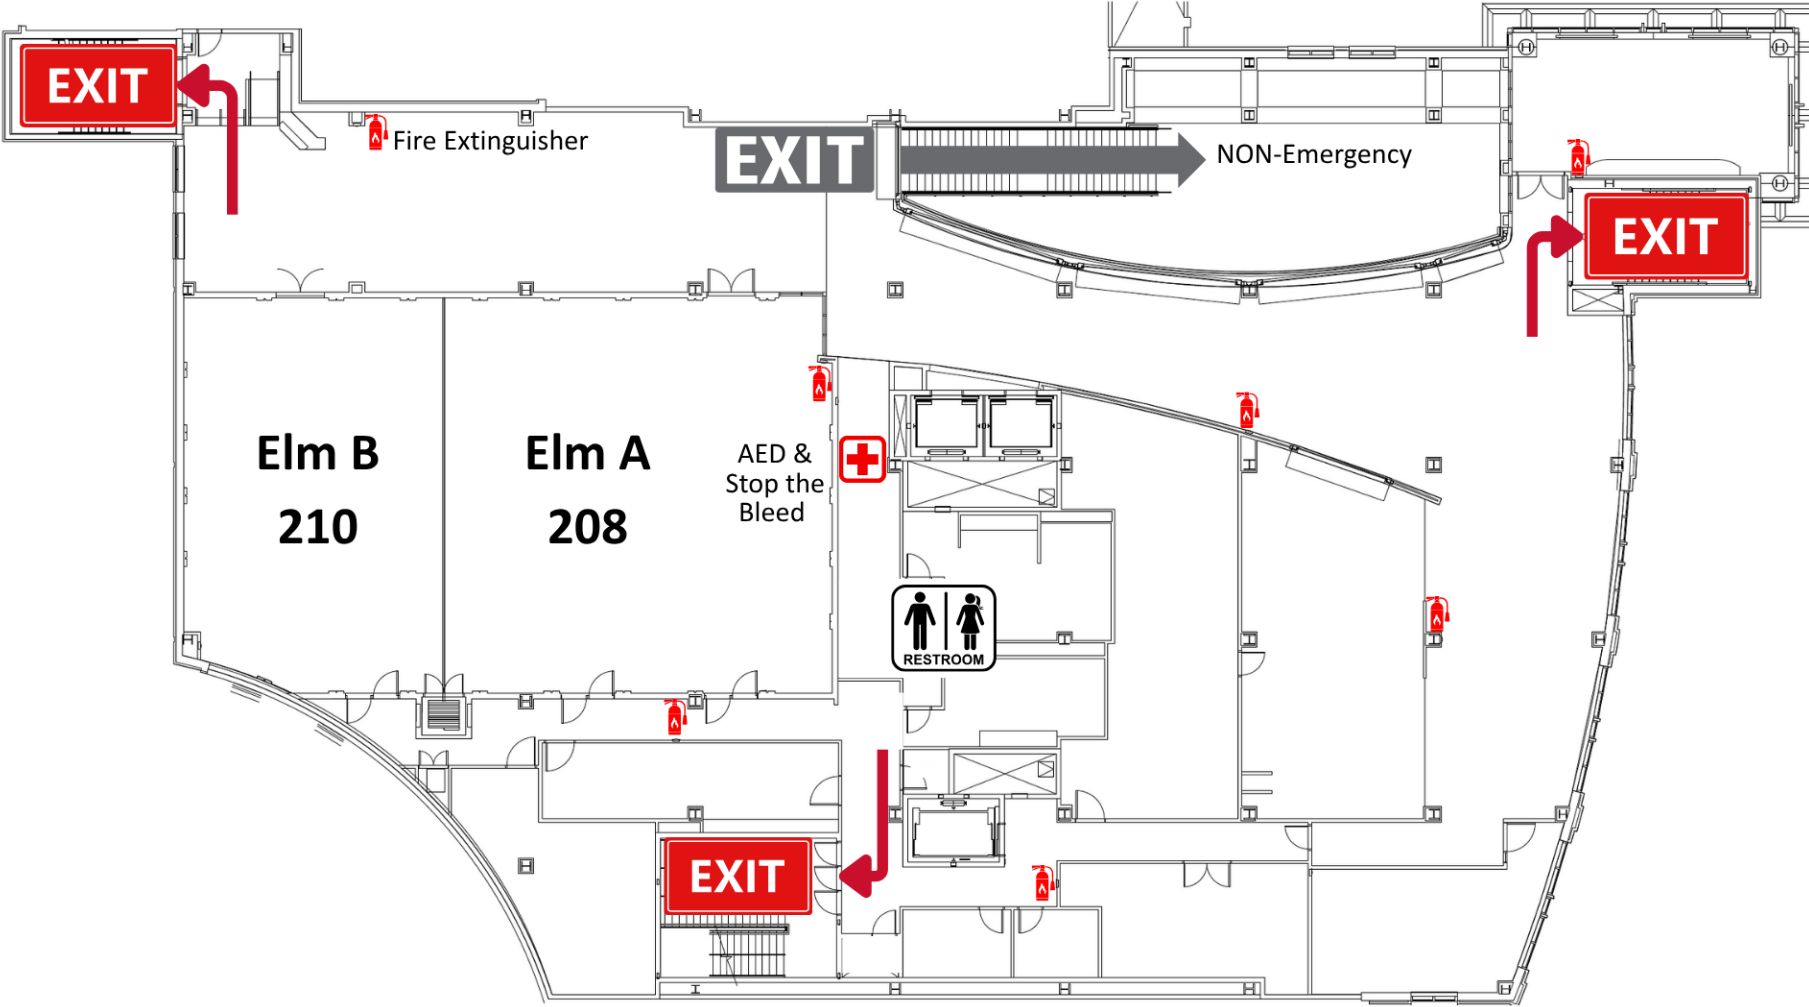 EXIT
Fire Extinguisher
EXIT
NON-Emergency
EXIT
Elm B
210
Elm A
208
AED &
Stop the
Bleed
RESTROOM
EXIT